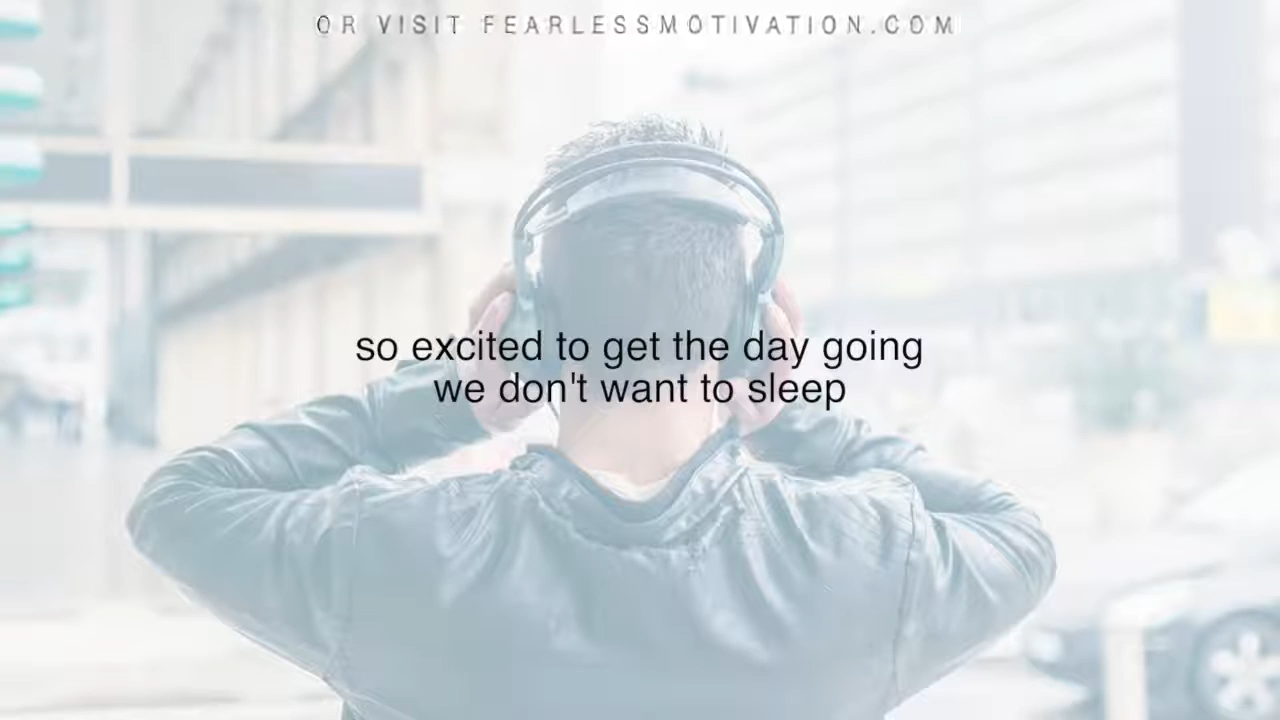 OR VISIT FEARLESSMOTIVATION.COM
so excited to get the day going
we don't want to sleep